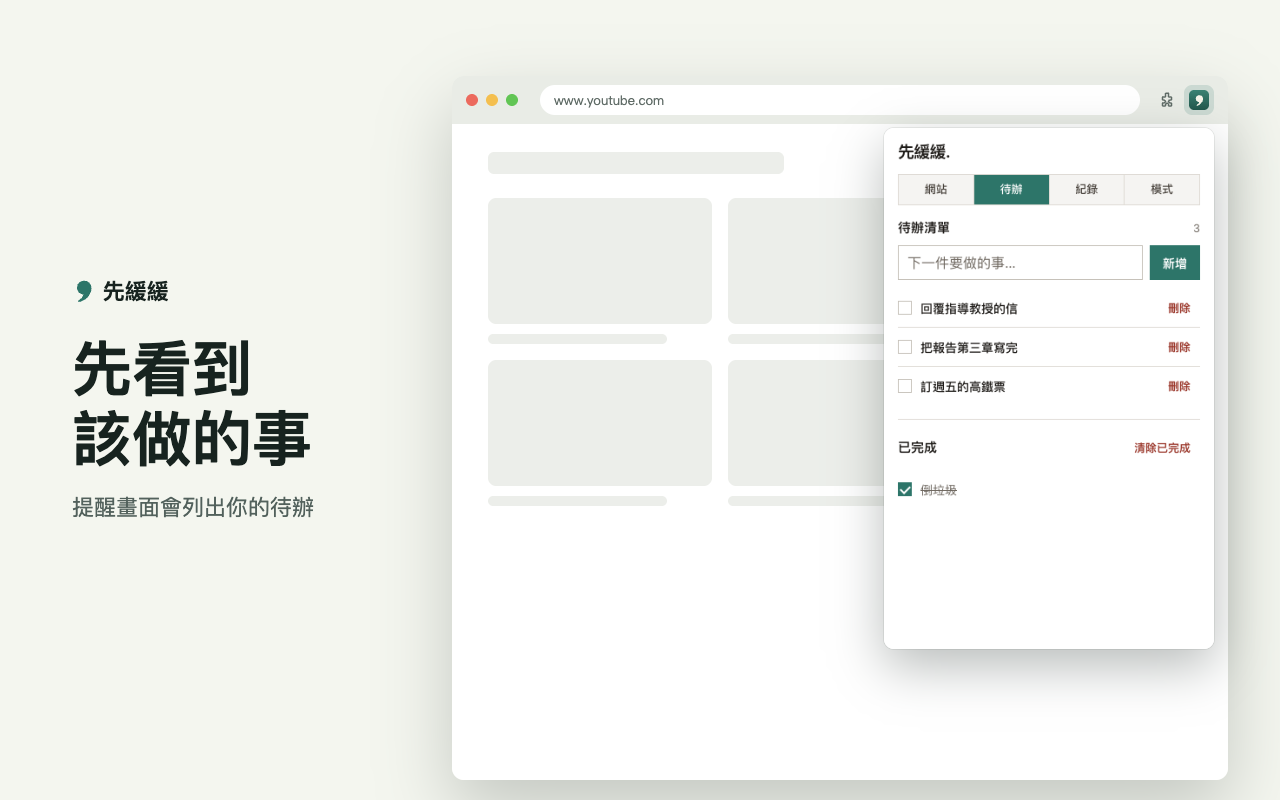 先緩緩
先看到
該做的事
提醒畫面會列出你的待辦
www.youtube.com
先緩緩.
網站 待辦 紀錄 模式
待辦清單 3
下一件要做的事... 新增
回覆指導教授的信 刪除
把報告第三章寫完 刪除
訂週五的高鐵票 刪除
已完成 清除已完成
倒垃圾